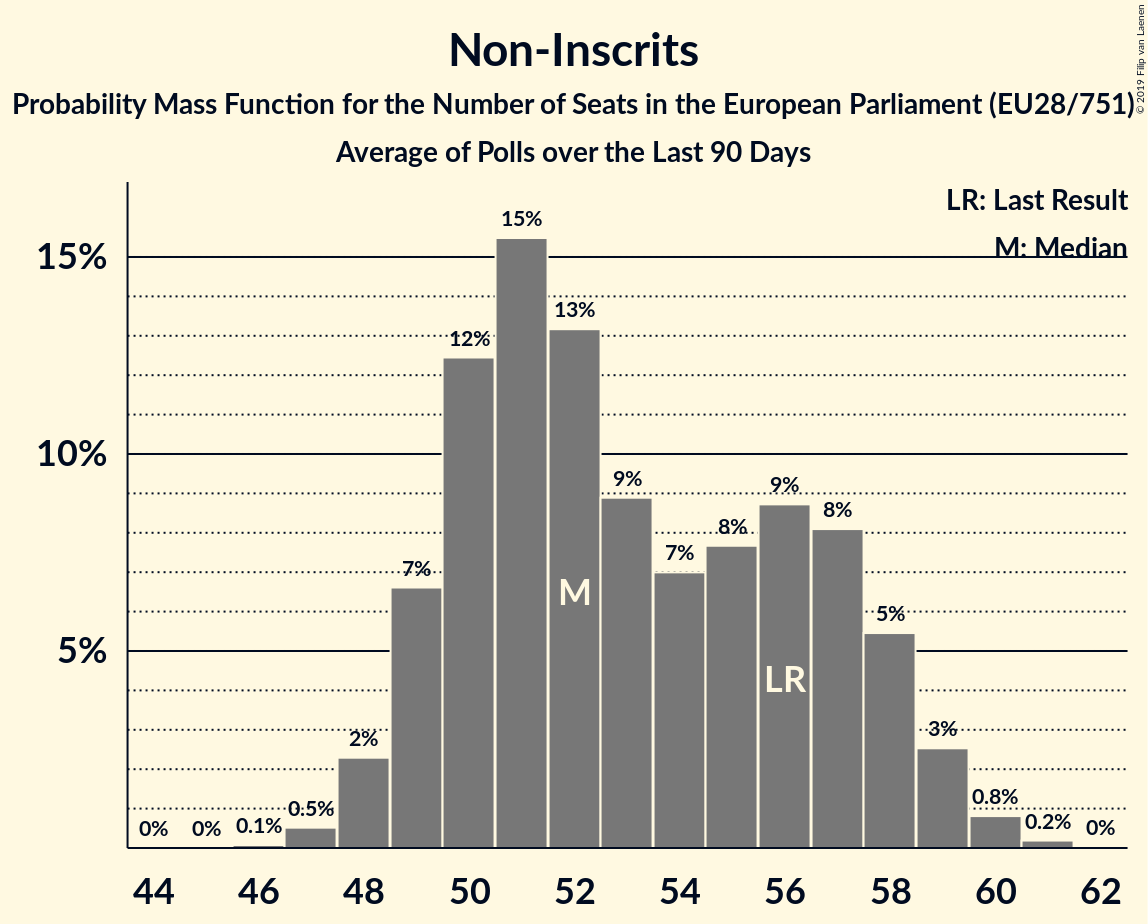 Non-Inscrits
Probability Mass Function for the Number of Seats in the European Parliament (EU28/751)
Average of Polls over the Last 90 Days
© 2019 Filip van Laenen
LR: Last Result
M: Median
15%
10%
5%
0%
0%
0.1%
0.5%
2%
7%
12%
15%
13%
9%
7%
8%
9%
8%
5%
3%
0.8%
0.2%
0%
M
LR
44 46 48 50 52 54 56 58 60 62